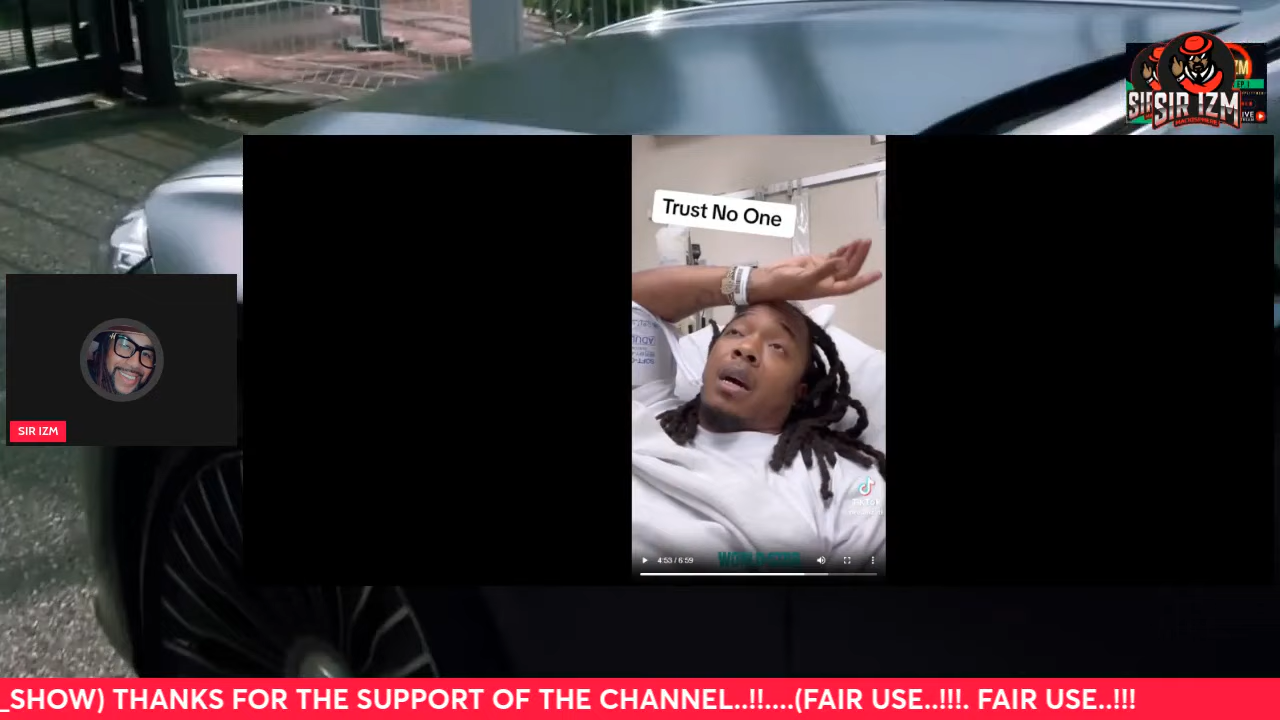 SIR IZM
Trust No One
SIR IZM
4:53 / 6:59
_SHOW) THANKS FOR THE SUPPORT OF THE CHANNEL..!!....(FAIR USE..!!!. FAIR USE..!!!